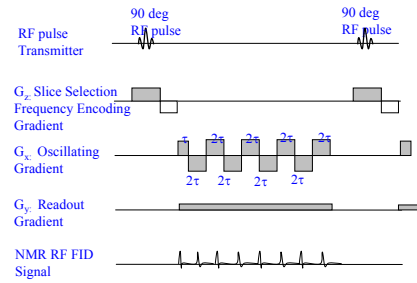 90 deg
RF pulse
90 deg
RF pulse
RF pulse
Transmitter
Gz: Slice Selection
Frequency Encoding
Gradient
τ 2τ 2τ 2τ 2τ
Gx: Oscillating
Gradient
2τ 2τ 2τ 2τ
Gy: Readout
Gradient
NMR RF FID
Signal